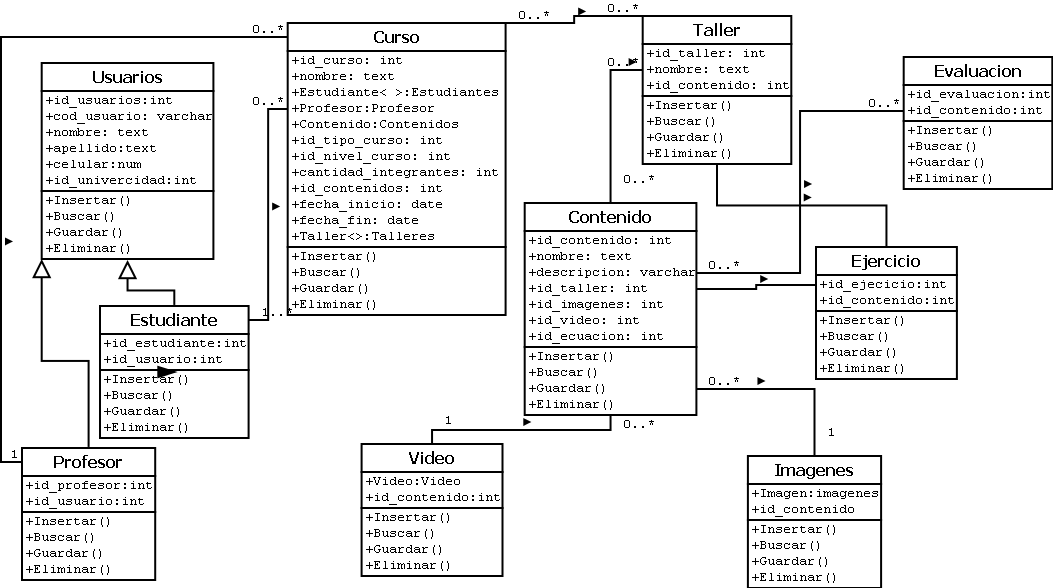 Usuarios
+id_usuarios:int
+cod_usuario: varchar
+nombre: text
+apellido:text
+celular:num
+id_univercidad:int
+Insertar()
+Buscar()
+Guardar()
+Eliminar()
Estudiante
+id_estudiante:int
+id_usuario:int
+Insertar()
+Buscar()
+Guardar()
+Eliminar()
1
Profesor
+id_profesor:int
+id_usuario:int
+Insertar()
+Buscar()
+Guardar()
+Eliminar()
0..*
0..*
1..*
Curso
+id_curso: int
+nombre: text
+Estudiante< >:Estudiantes
+Profesor:Profesor
+Contenido:Contenidos
+id_tipo_curso: int
+id_nivel_curso: int
+cantidad_integrantes: int
+id_contenidos: int
+fecha_inicio: date
+fecha_fin: date
+Taller<>:Talleres
+Insertar()
+Buscar()
+Guardar()
+Eliminar()
0..*
0..*
0..*
Taller
+id_taller: int
+nombre: text
+id_contenido: int
+Insertar()
+Buscar()
+Guardar()
+Eliminar()
0..*
Contenido
+id_contenido: int
+nombre: text
+descripcion: varchar
+id_taller: int
+id_imagenes: int
+id_video: int
+id_ecuacion: int
+Insertar()
+Buscar()
+Guardar()
+Eliminar()
0..*
0..*
0..*
0..*
Evaluacion
+id_evaluacion:int
+id_contenido:int
+Insertar()
+Buscar()
+Guardar()
+Eliminar()
Ejercicio
+id_ejecicio:int
+id_contenido:int
+Insertar()
+Buscar()
+Guardar()
+Eliminar()
1
Video
+Video:Video
+id_contenido:int
+Insertar()
+Buscar()
+Guardar()
+Eliminar()
1
Imagenes
+Imagen:imagenes
+id_contenido
+Insertar()
+Buscar()
+Guardar()
+Eliminar()